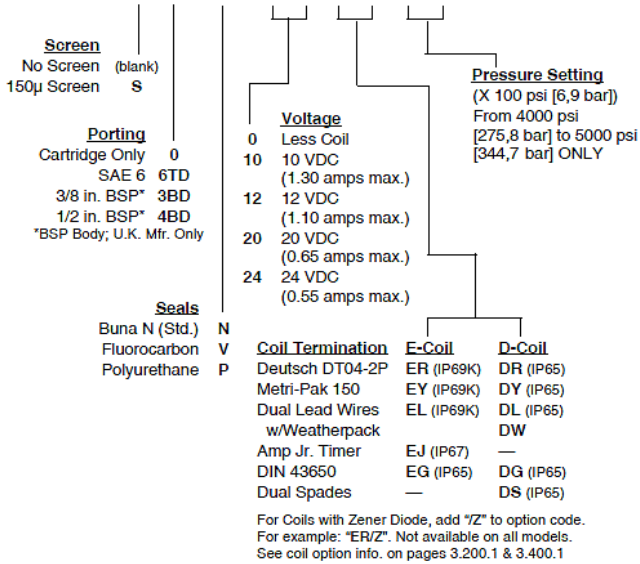 Screen
No Screen (blank)
150µ Screen S
Porting
Cartridge Only 0
SAE 6 6TD
3/8 in. BSP* 3BD
1/2 in. BSP* 4BD
*BSP Body; U.K. Mfr. Only
Seals
Buna N (Std.) N
Fluorocarbon V
Polyurethane P
Voltage
0 Less Coil
10 10 VDC
(1.30 amps max.)
12 12 VDC
(1.10 amps max.)
20 20 VDC
(0.65 amps max.)
24 24 VDC
(0.55 amps max.)
Pressure Setting
(X 100 psi [6,9 bar])
From 4000 psi
[275,8 bar] to 5000 psi
[344,7 bar] ONLY
Coil Termination E-Coil D-Coil
Deutsch DT04-2P ER (IP69K) DR (IP65)
Metri-Pak 150 EY (IP69K) DY (IP65)
Dual Lead Wires EL (IP69K) DL (IP65)
w/Weatherpack DW
Amp Jr. Timer EJ (IP67) —
DIN 43650 EG (IP65) DG (IP65)
Dual Spades — DS (IP65)
For Coils with Zener Diode, add “/Z” to option code.
For example: “ER/Z”. Not available on all models.
See coil option info. on pages 3.200.1 & 3.400.1